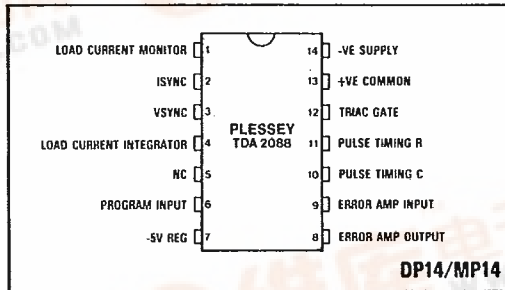 LOAD CURRENT MONITOR 1
ISYNC 2
VSYNC 3
LOAD CURRENT INTEGRATOR 4
NC 5
PROGRAM INPUT 6
-5V REG 7
PLESSEY
TDA 2088
14 -VE SUPPLY
13 +VE COMMON
12 TRIAC GATE
11 PULSE TIMING R
10 PULSE TIMING C
9 ERROR AMP INPUT
8 ERROR AMP OUTPUT
DP14/MP14